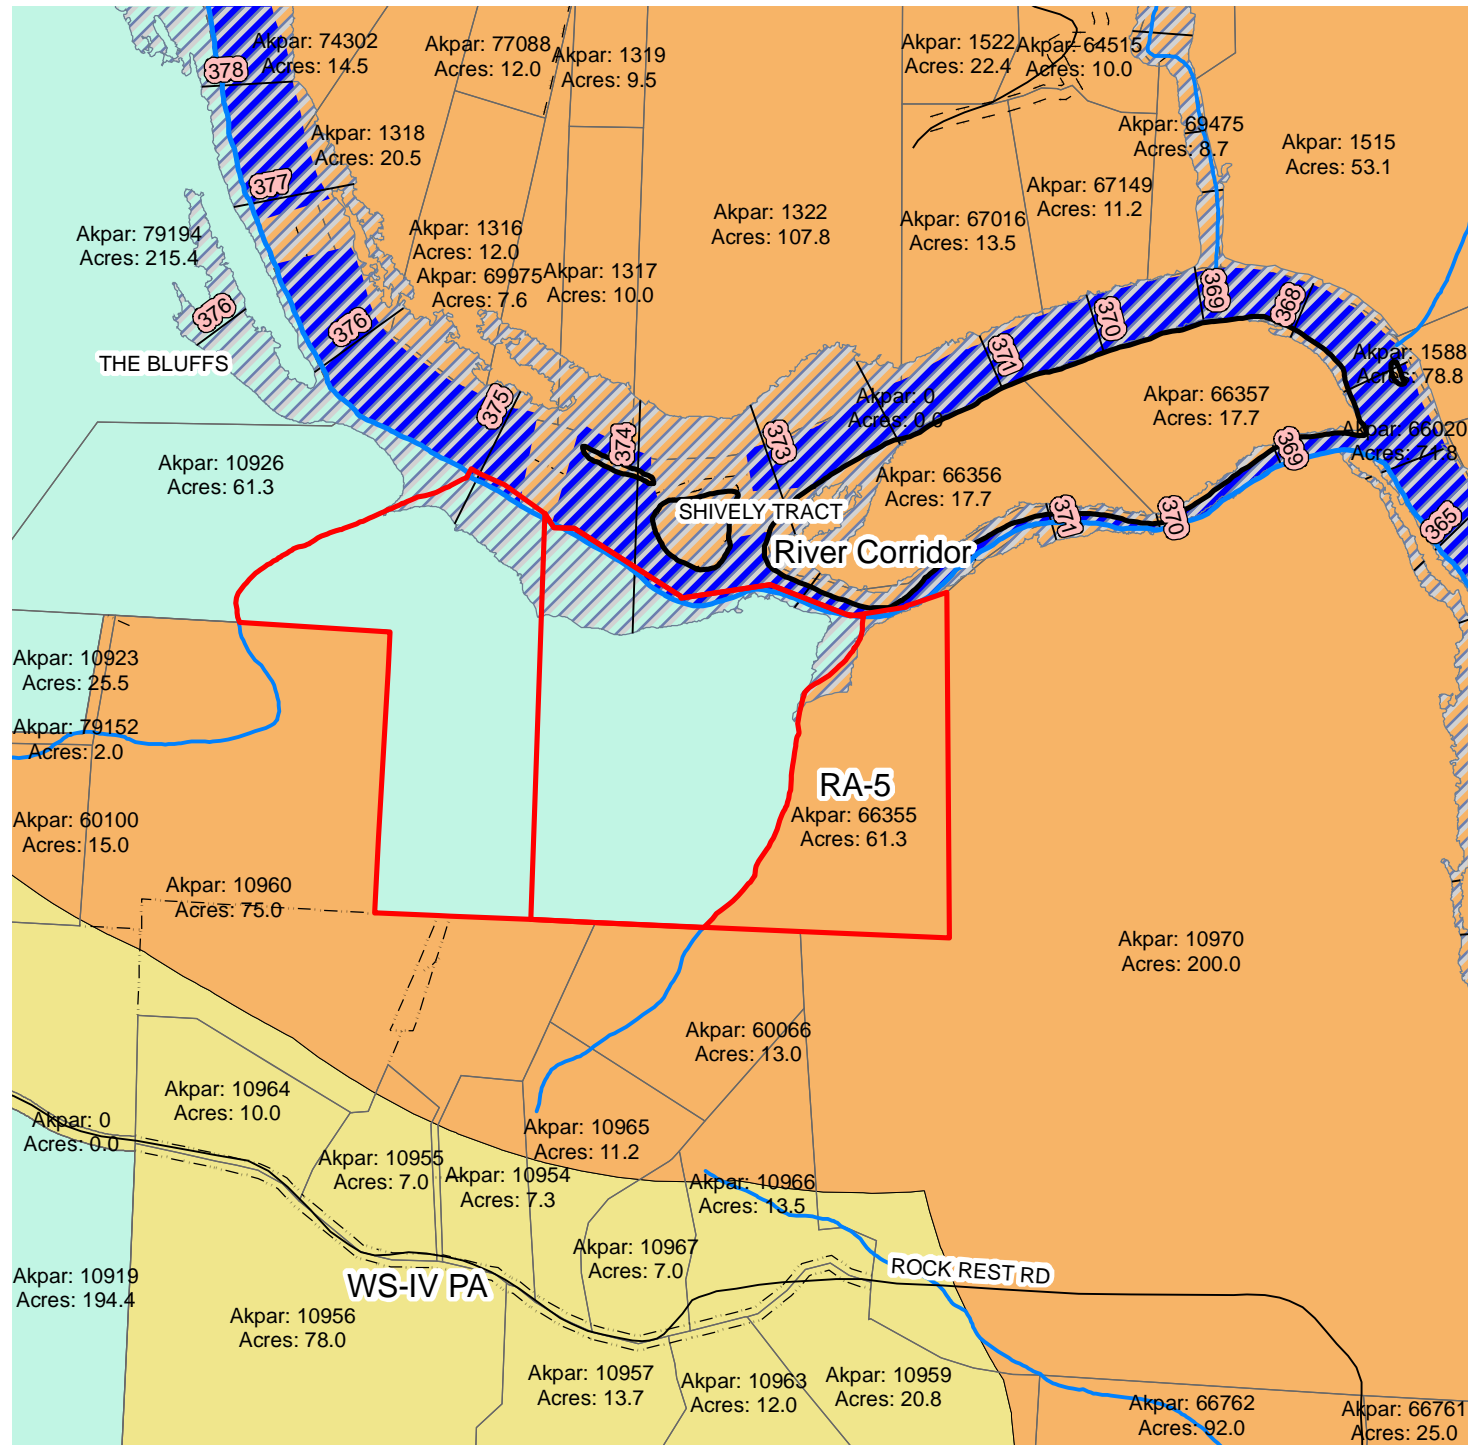 Akpar: 74302
Acres: 14.5
Akpar: 77088
Acres: 12.0
Akpar: 1319
Acres: 9.5
Akpar: 1522
Acres: 22.4
Akpar: 64515
Acres: 10.0
378
Akpar: 1318
Acres: 20.5
Akpar: 69475
Acres: 8.7
Akpar: 1515
Acres: 53.1
377
Akpar: 67149
Acres: 11.2
Akpar: 79194
Acres: 215.4
Akpar: 1316
Acres: 12.0
Akpar: 1322
Acres: 107.8
Akpar: 67016
Acres: 13.5
Akpar: 69975
Acres: 7.6
Akpar: 1317
Acres: 10.0
376
376
370
369
368
371
THE BLUFFS
Akpar: 1588
Acres: 78.8
375
Akpar: 0
Acres: 0.0
Akpar: 66357
Acres: 17.7
374
373
369
Akpar: 66020
Acres: 71.8
Akpar: 10926
Acres: 61.3
Akpar: 66356
Acres: 17.7
SHIVELY TRACT
371
370
365
River Corridor
Akpar: 10923
Acres: 25.5
Akpar: 79152
Acres: 2.0
RA-5
Akpar: 66355
Acres: 61.3
Akpar: 60100
Acres: 15.0
Akpar: 10960
Acres: 75.0
Akpar: 10970
Acres: 200.0
Akpar: 60066
Acres: 13.0
Akpar: 10964
Acres: 10.0
Akpar: 0
Acres: 0.0
Akpar: 10965
Acres: 11.2
Akpar: 10955
Acres: 7.0
Akpar: 10954
Acres: 7.3
Akpar: 10966
Acres: 13.5
Akpar: 10967
Acres: 7.0
ROCK REST RD
WS-IV PA
Akpar: 10919
Acres: 194.4
Akpar: 10956
Acres: 78.0
Akpar: 10957
Acres: 13.7
Akpar: 10963
Acres: 12.0
Akpar: 10959
Acres: 20.8
Akpar: 66762
Acres: 92.0
Akpar: 66761
Acres: 25.0